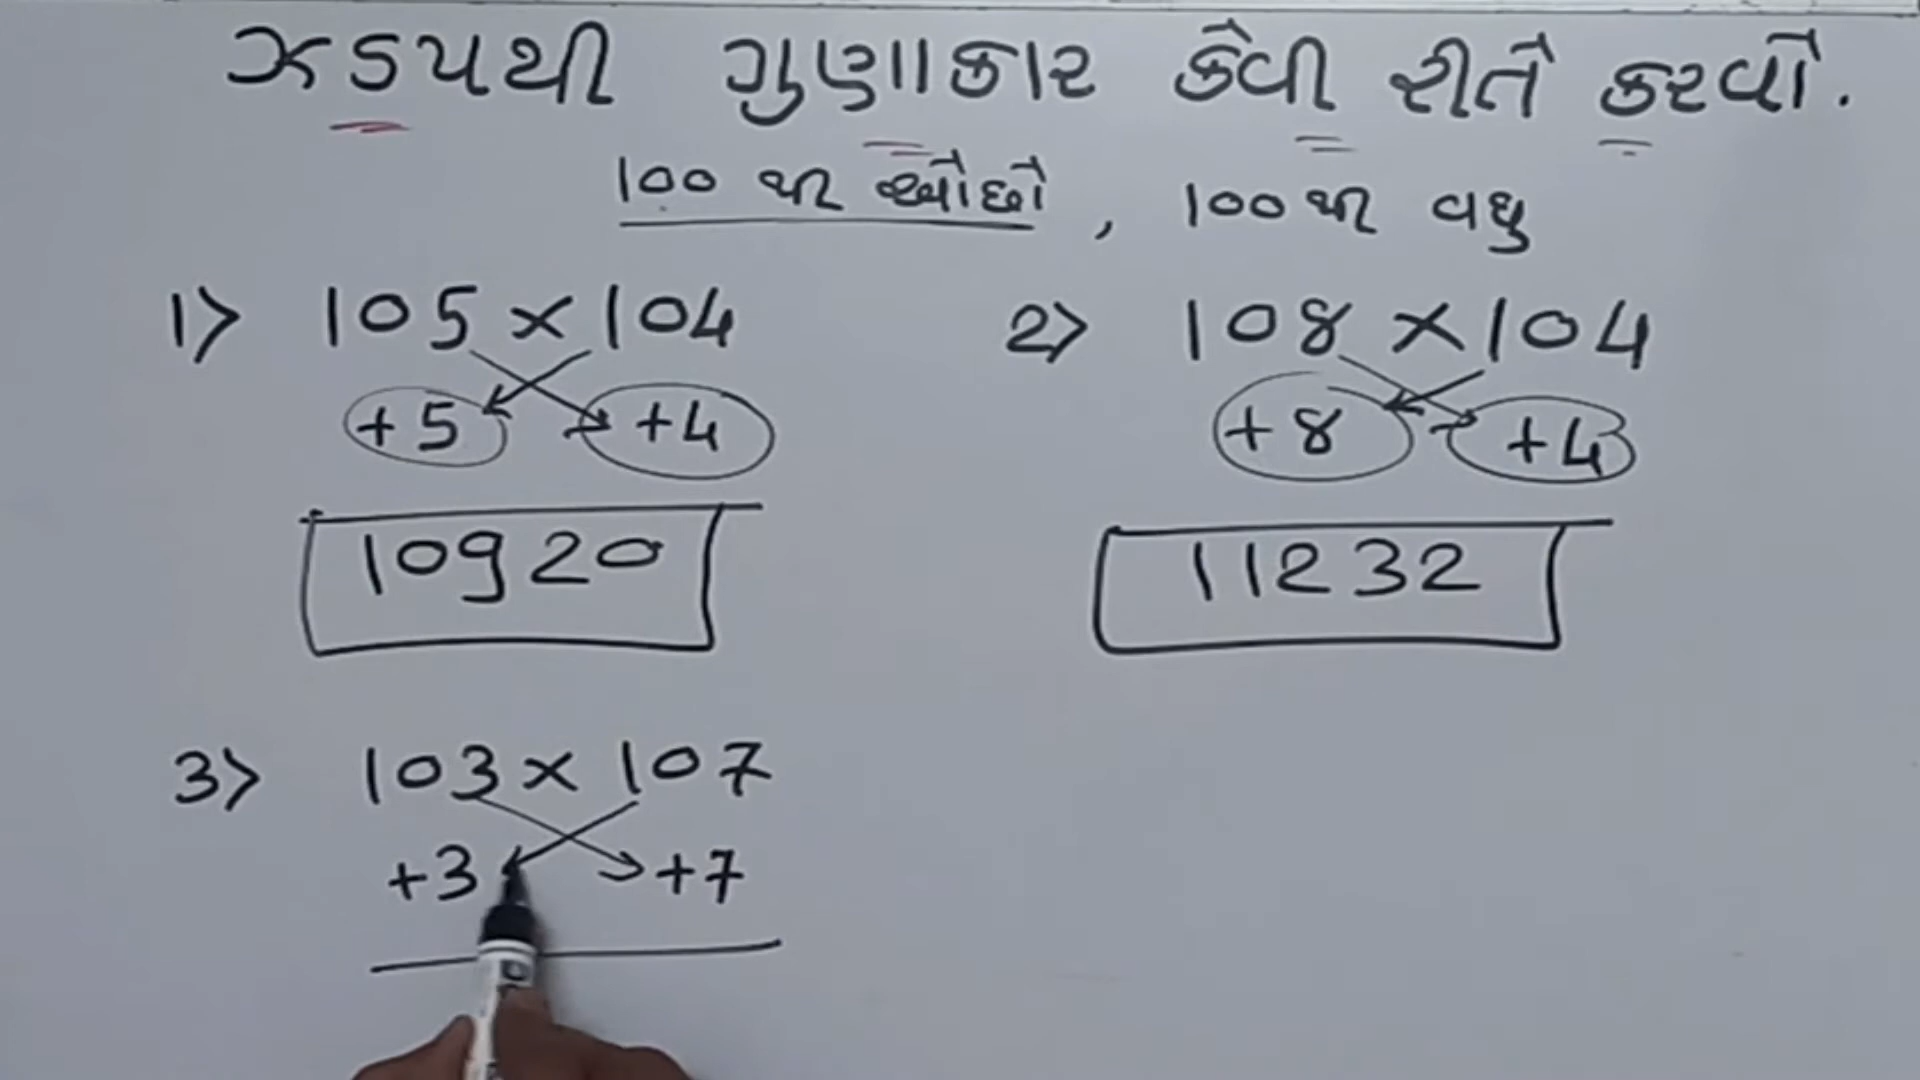 ઝડપથી ગુણાકાર કેવી રીતે કરવો.
100 થી ઓછો, 100 થી વધુ
1> 105 × 104
+5 +4
10920
2> 108 × 104
+8 +4
11232
3> 103 × 107
+3 +7